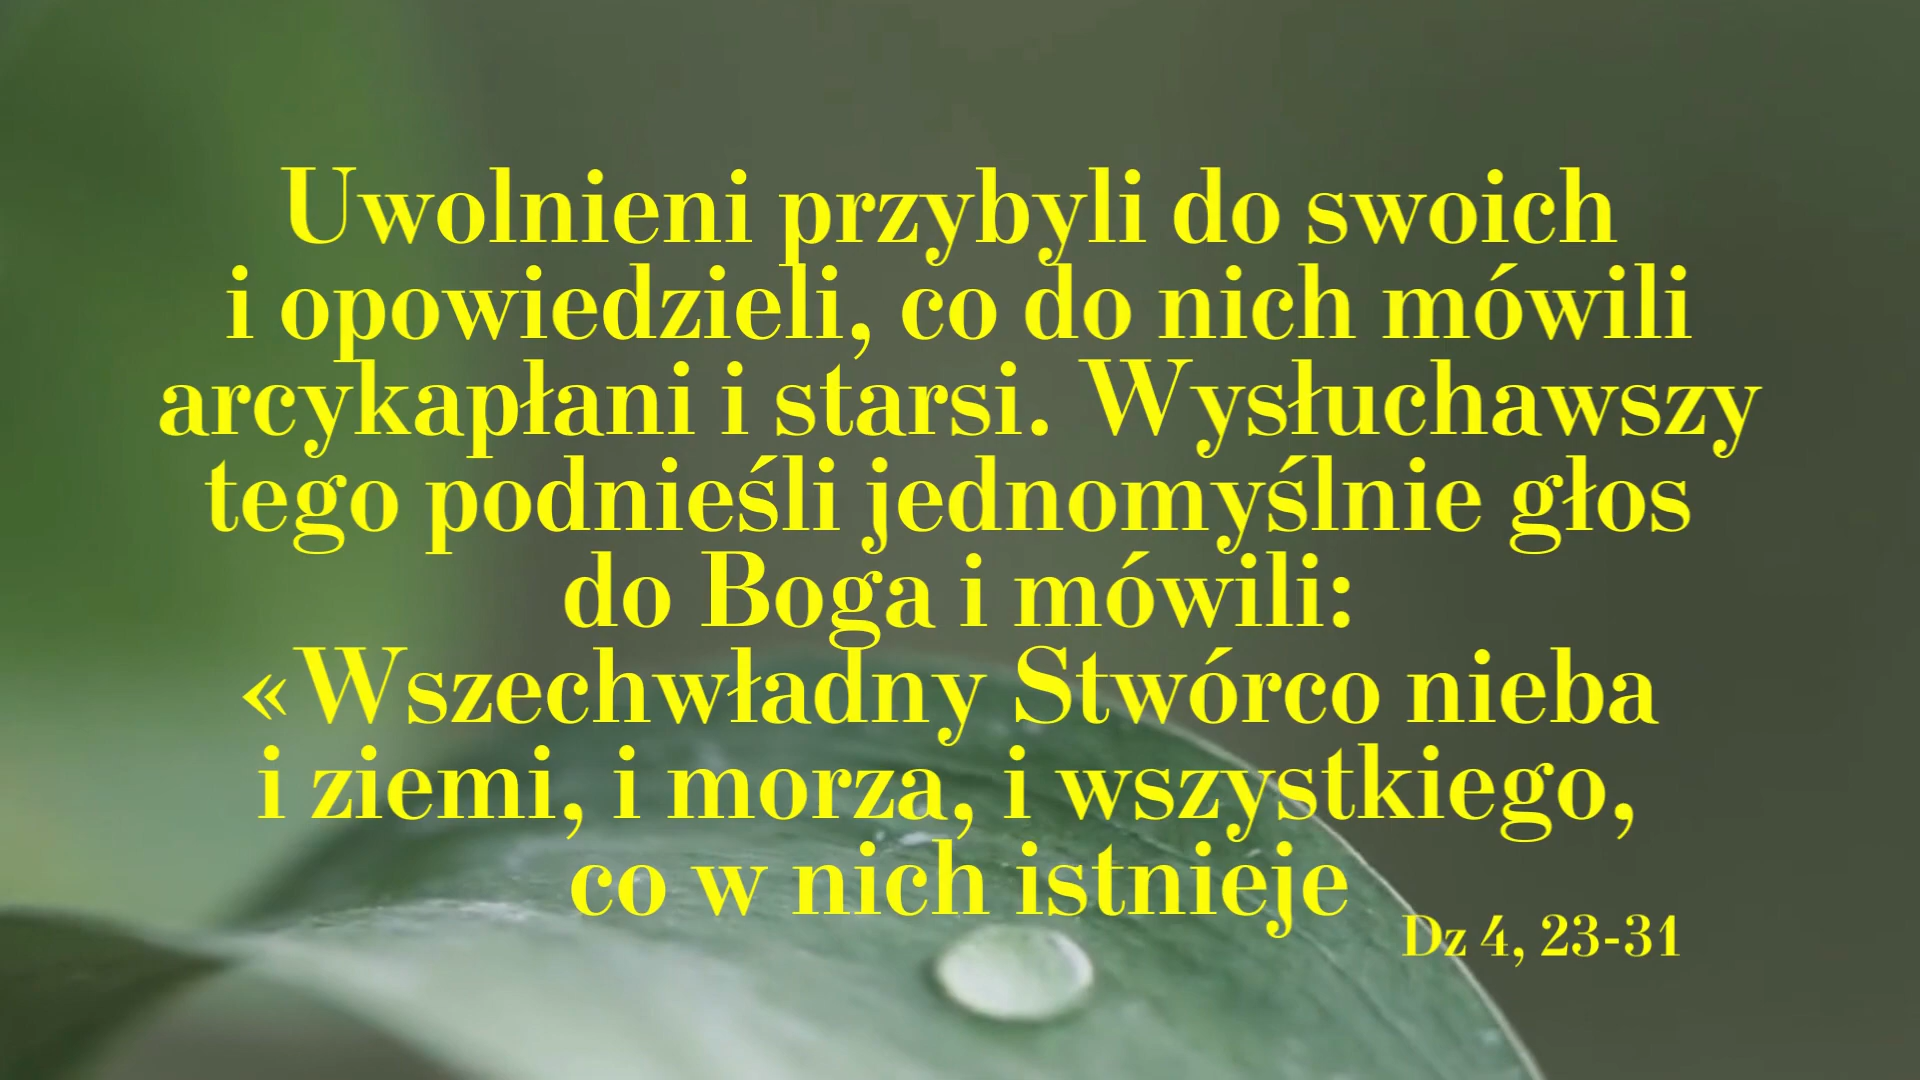 Uwolnieni przybyli do swoich
i opowiedzieli, co do nich mówili
arcykapłani i starsi. Wysłuchawszy
tego podnieśli jednomyślnie głos
do Boga i mówili:
«Wszechwładny Stwórco nieba
i ziemi, i morza, i wszystkiego,
co w nich istnieje
Dz 4, 23-31